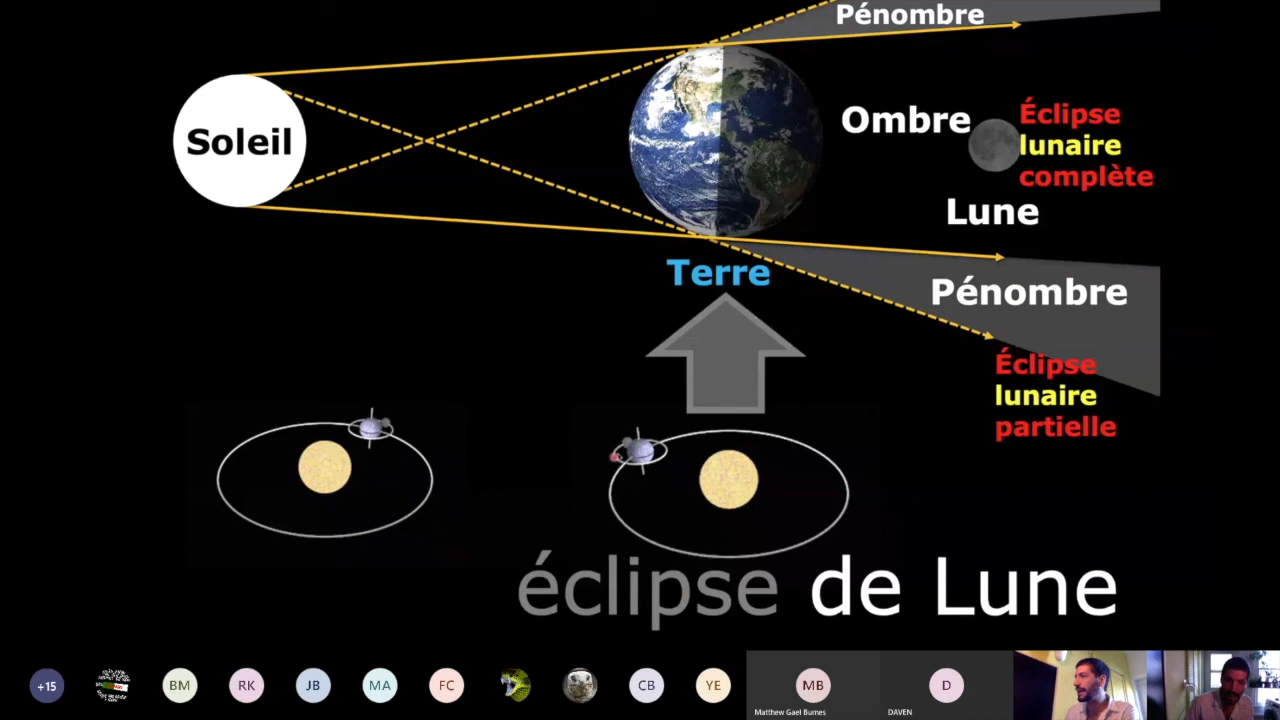 Pénombre
Soleil
Ombre
Éclipse
lunaire
complète
Lune
Terre
Pénombre
Éclipse
lunaire
partielle
éclipse de Lune
+15
BM
RK
JB
MA
FC
CB
YE
MB
D
Matthew Gael Burnes
DAVEN